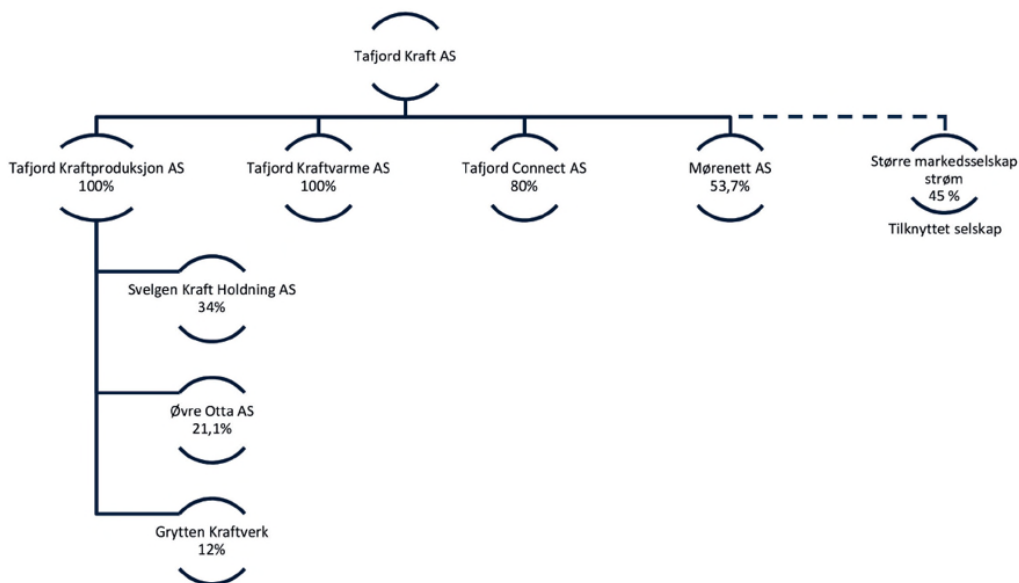 Tafjord Kraft AS
Tafjord Kraftproduksjon AS
100%
Tafjord Kraftvarme AS
100%
Tafjord Connect AS
80%
Mørenett AS
53,7%
Større markedsselskap
strøm
45 %
Tilknyttet selskap
Svelgen Kraft Holdning AS
34%
Øvre Otta AS
21,1%
Grytten Kraftverk
12%